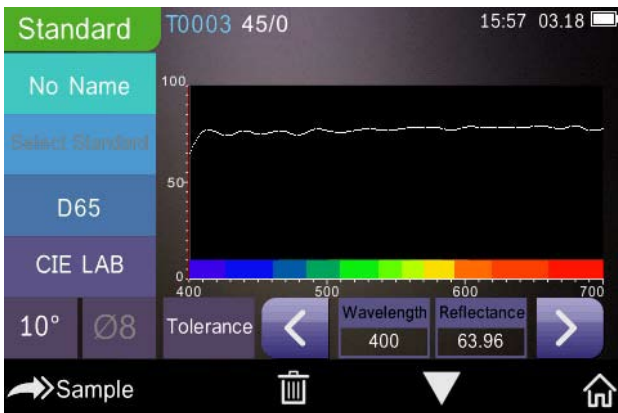 Standard
T0003 45/0
15:57 03.18
No Name
Select Standard
D65
CIE LAB
10° Ø8
100
50
0
400 500 600 700
Tolerance
Wavelength
400
Reflectance
63.96
Sample